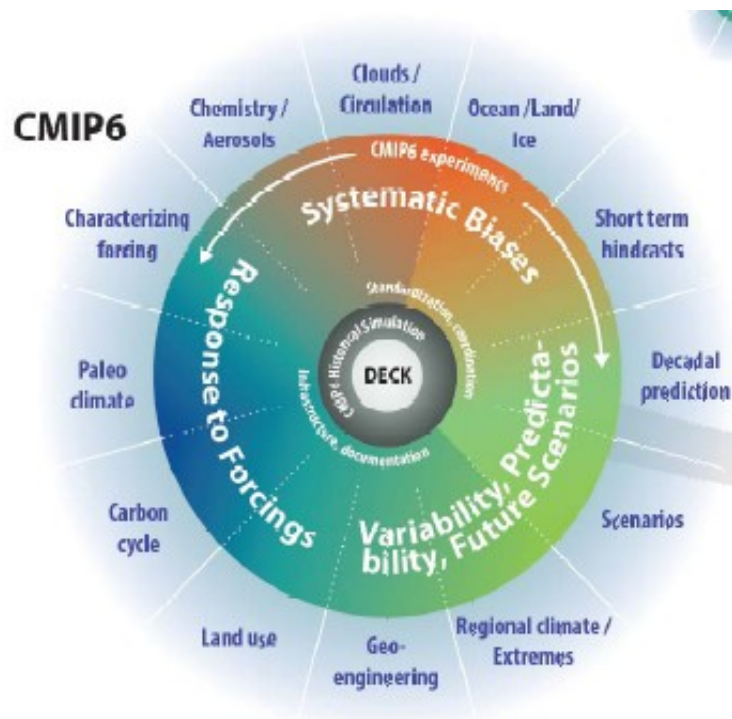 CMIP6
Clouds /
Circulation
Chemistry /
Aerosols
Ocean /Land/
Ice
Characterizing
forcing
Short term
hindcasts
Paleo
climate
Decadal
prediction
Carbon
cycle
Scenarios
Land use
Geo-
engineering
Regional climate /
Extremes
CMIP6 experiments
Systematic Biases
Response to Forcings
Variability, Predicta-
bility, Future Scenarios
Standardization, coordination
Infrastructure, documentation
CMIP6 Historical Simulation
DECK